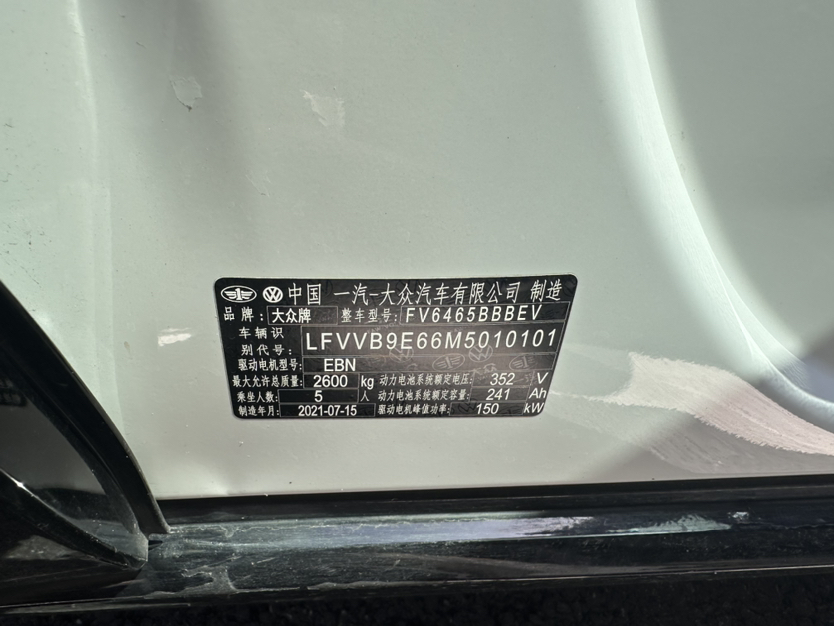 中国 一汽-大众汽车有限公司 制造
品牌: 大众牌 整车型号: FV6465BBBEV
车辆识别代号: LFVVB9E66M5010101
驱动电机型号: EBN
最大允许总质量: 2600 kg 动力电池系统额定电压: 352 V
乘坐人数: 5 人 动力电池系统额定容量: 241 Ah
制造年月: 2021-07-15 驱动电机峰值功率: 150 kW